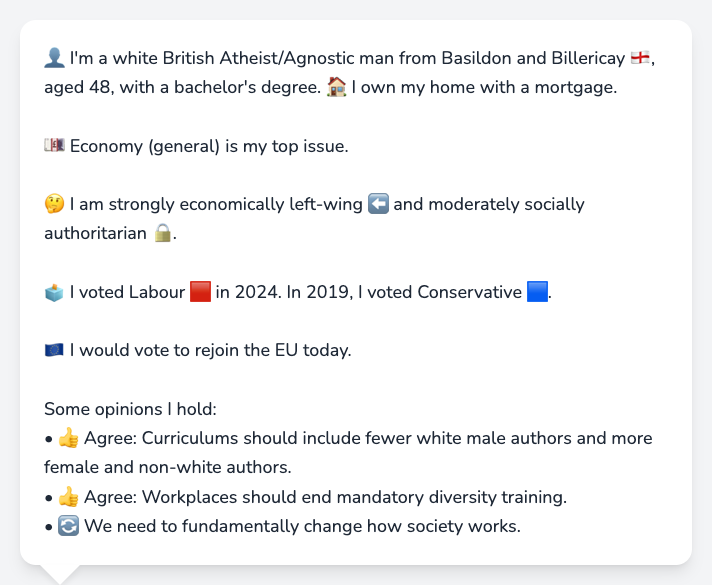 👤 I'm a white British Atheist/Agnostic man from Basildon and Billericay 🏴󠁧󠁢󠁥󠁮󠁧󠁿,
aged 48, with a bachelor's degree. 🏠 I own my home with a mortgage.
💷 Economy (general) is my top issue.
🤔 I am strongly economically left-wing ⬅️ and moderately socially
authoritarian 🔒.
🗳️ I voted Labour 🟥 in 2024. In 2019, I voted Conservative 🟦.
🇪🇺 I would vote to rejoin the EU today.
Some opinions I hold:
• 👍 Agree: Curriculums should include fewer white male authors and more
female and non-white authors.
• 👍 Agree: Workplaces should end mandatory diversity training.
• 🔄 We need to fundamentally change how society works.